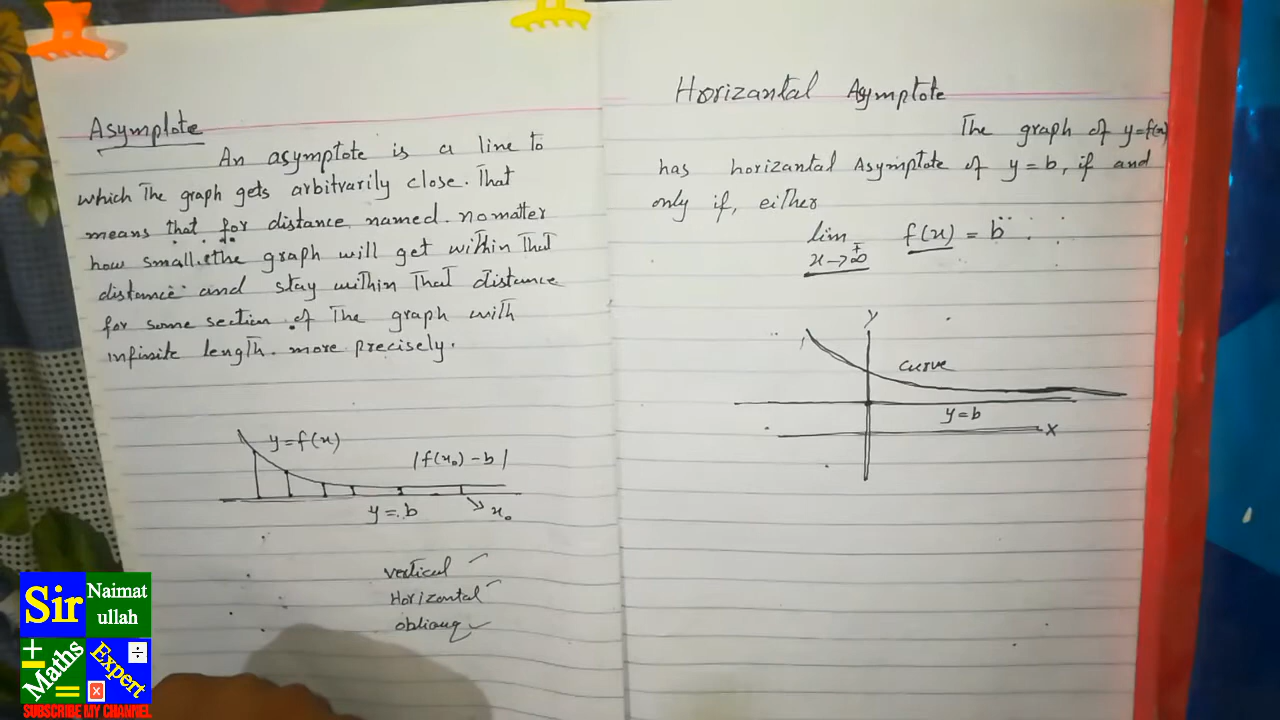 Asymptote
An asymptote is a line to
which The graph gets arbitrarily close. That
means that for distance named. no matter
how small. the graph will get within That
distance and stay within That distance
for some section of The graph with
infinite length. more precisely.
y=f(x)
|f(x₀) - b|
y = b
x₀
vertical
Horizontal
obliauq
Horizantal Asymptote
The graph of y=f(x)
has horizantal Asymptote of y = b, if and
only if, either
lim f(x) = b
x→±∞
y
curve
y=b
x
Sir Naimat
ullah
Maths Expert
SUBSCRIBE MY CHANNEL